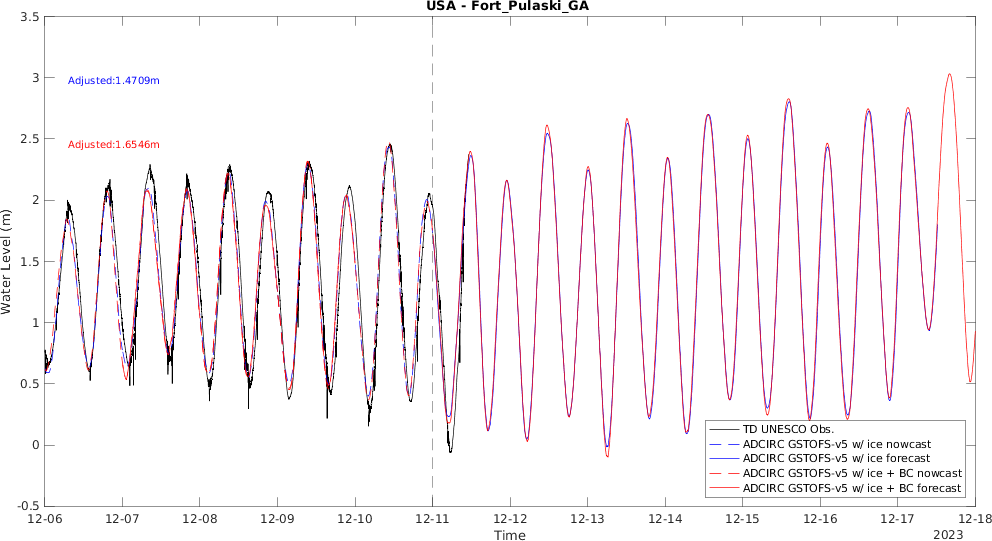 USA - Fort_Pulaski_GA
3.5
3
2.5
2
1.5
1
0.5
0
-0.5
Water Level (m)
Adjusted:1.4709m
Adjusted:1.6546m
TD UNESCO Obs.
ADCIRC GSTOFS-v5 w/ ice nowcast
ADCIRC GSTOFS-v5 w/ ice forecast
ADCIRC GSTOFS-v5 w/ ice + BC nowcast
ADCIRC GSTOFS-v5 w/ ice + BC forecast
12-06 12-07 12-08 12-09 12-10 12-11 12-12 12-13 12-14 12-15 12-16 12-17 12-18
Time
2023